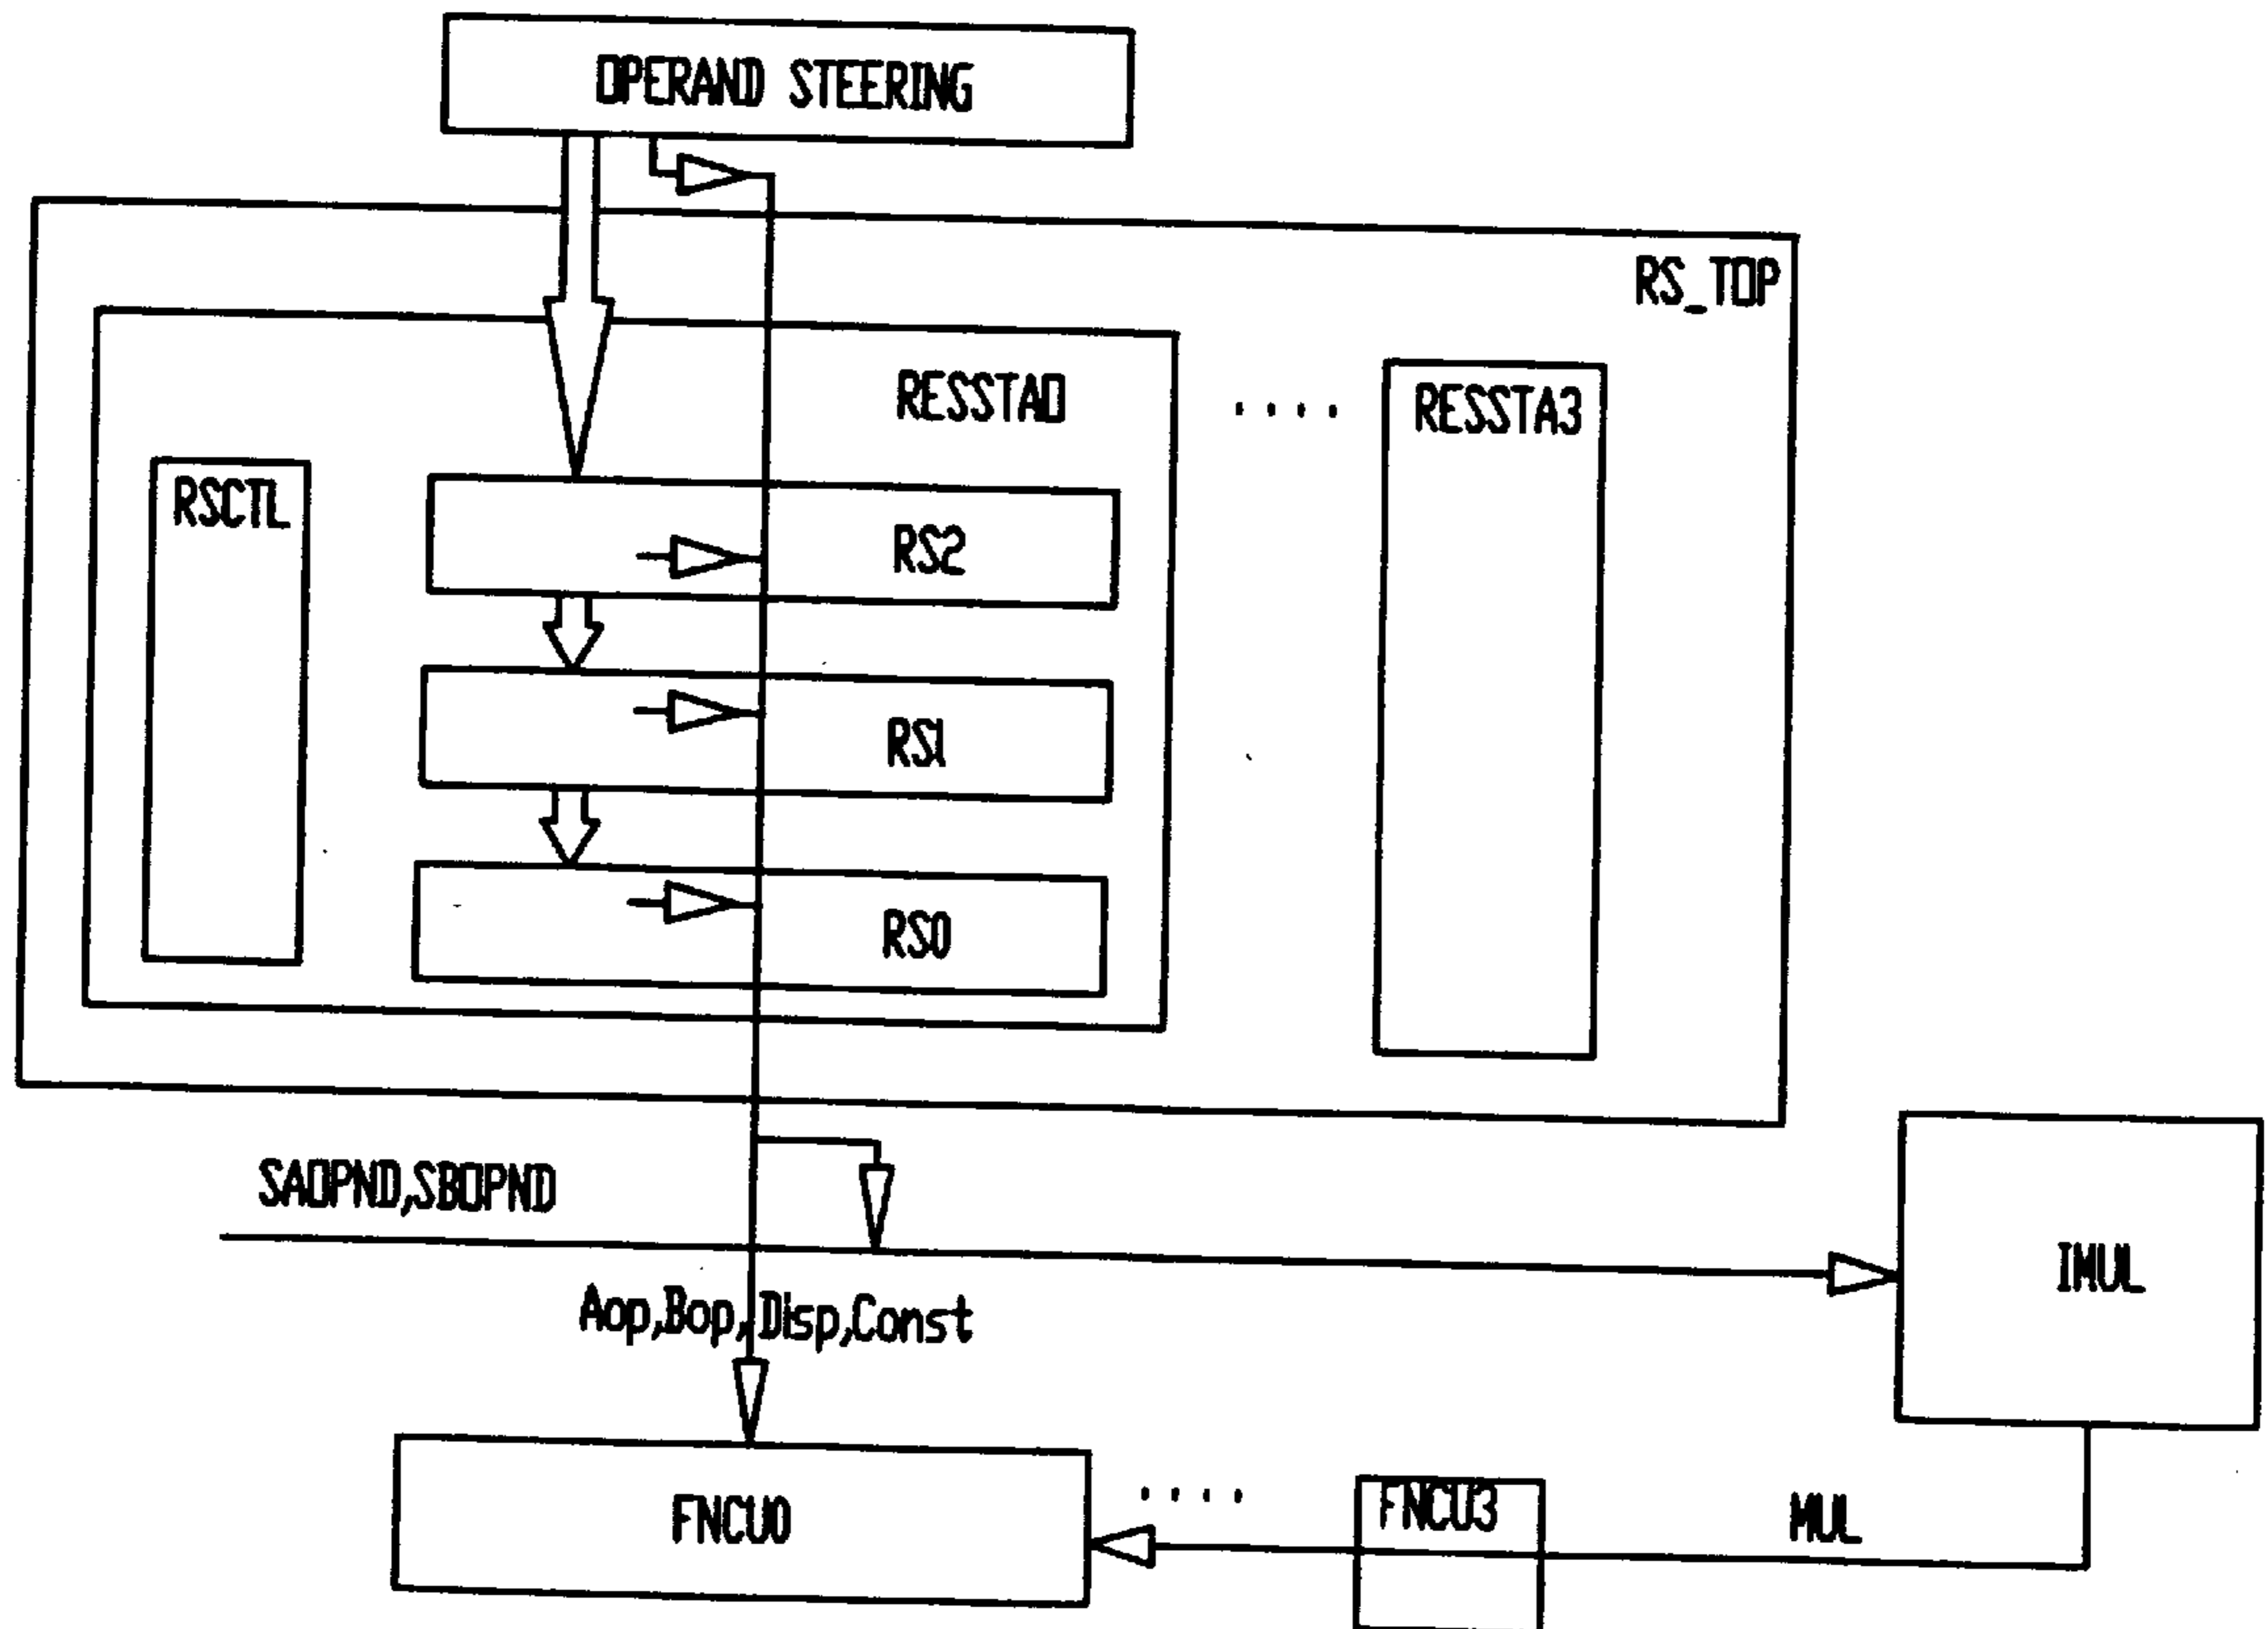 OPERAND STEERING
RS_TOP
RESSTA0
RESSTA3
RSCTL
RS2
RS1
RS0
SAOPND,SBOPND
IMUL
Aop,Bop,Disp,Const
FNCU0
FNCU3
MUL